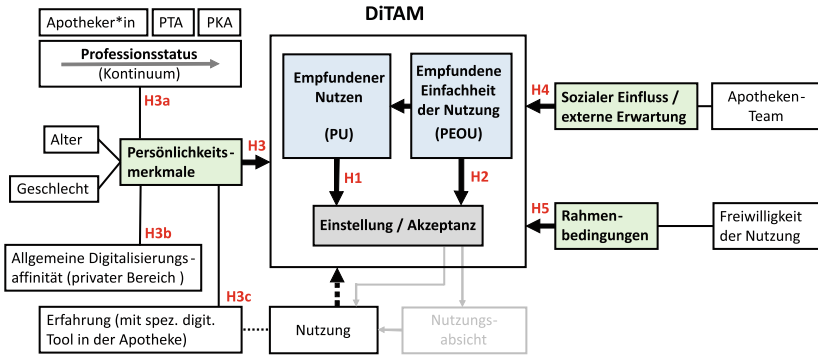 DiTAM
Apotheker*in
PTA
PKA
Professionsstatus
(Kontinuum)
H3a
Alter
Geschlecht
Persönlichkeits-
merkmale
H3
H3b
Allgemeine Digitalisierungs-
affinität (privater Bereich )
H3c
Erfahrung (mit spez. digit.
Tool in der Apotheke)
Empfundener
Nutzen
(PU)
Empfundene
Einfachheit
der Nutzung
(PEOU)
H1
H2
Einstellung / Akzeptanz
Nutzung
Nutzungs-
absicht
H4
Sozialer Einfluss /
externe Erwartung
Apotheken-
Team
H5
Rahmen-
bedingungen
Freiwilligkeit
der Nutzung